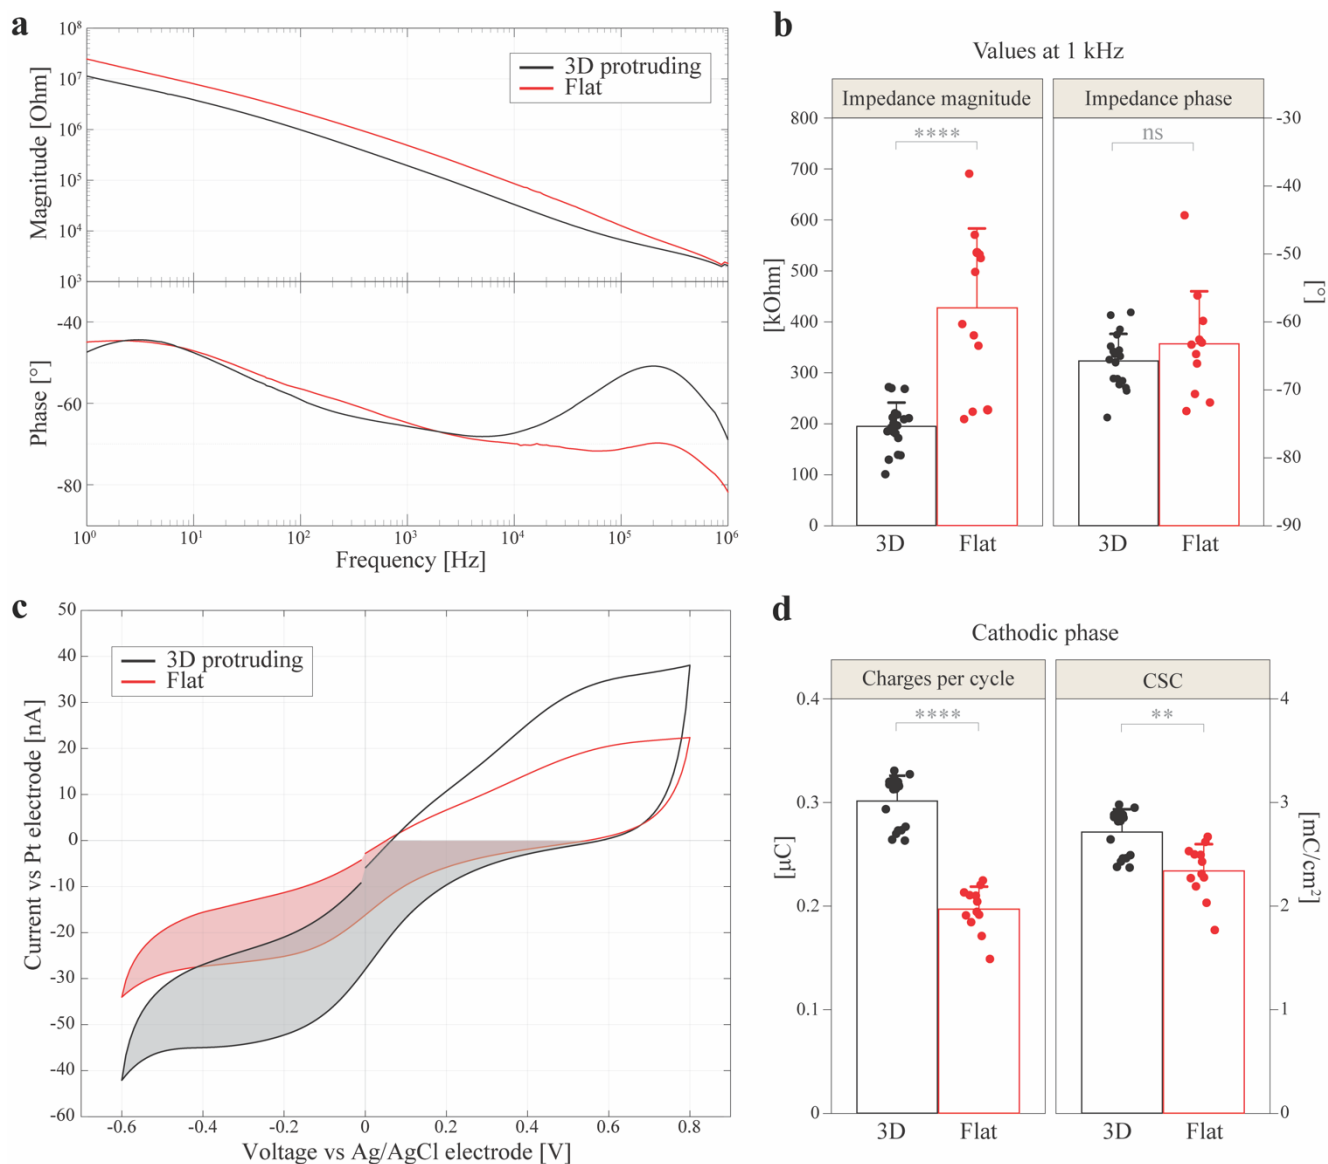 a
10⁸
10⁷
10⁶
10⁵
10⁴
10³
Magnitude [Ohm]
3D protruding
Flat
-40
-60
-80
Phase [°]
10⁰ 10¹ 10² 10³ 10⁴ 10⁵ 10⁶
Frequency [Hz]
b
Values at 1 kHz
Impedance magnitude
Impedance phase
800
700
600
500
400
300
200
100
0
[kOhm]
****
ns
-30
-40
-50
-60
-70
-80
-90
[°]
3D Flat
3D Flat
c
50
40
30
20
10
0
-10
-20
-30
-50
-40
-60
Current vs Pt electrode [nA]
3D protruding
Flat
-0.6 -0.4 -0.2 0 0.2 0.4 0.6 0.8
Voltage vs Ag/AgCl electrode [V]
d
Cathodic phase
Charges per cycle
CSC
0.4
0.3
0.2
0.1
0
[µC]
****
**
4
3
2
1
0
[mC/cm²]
3D Flat
3D Flat